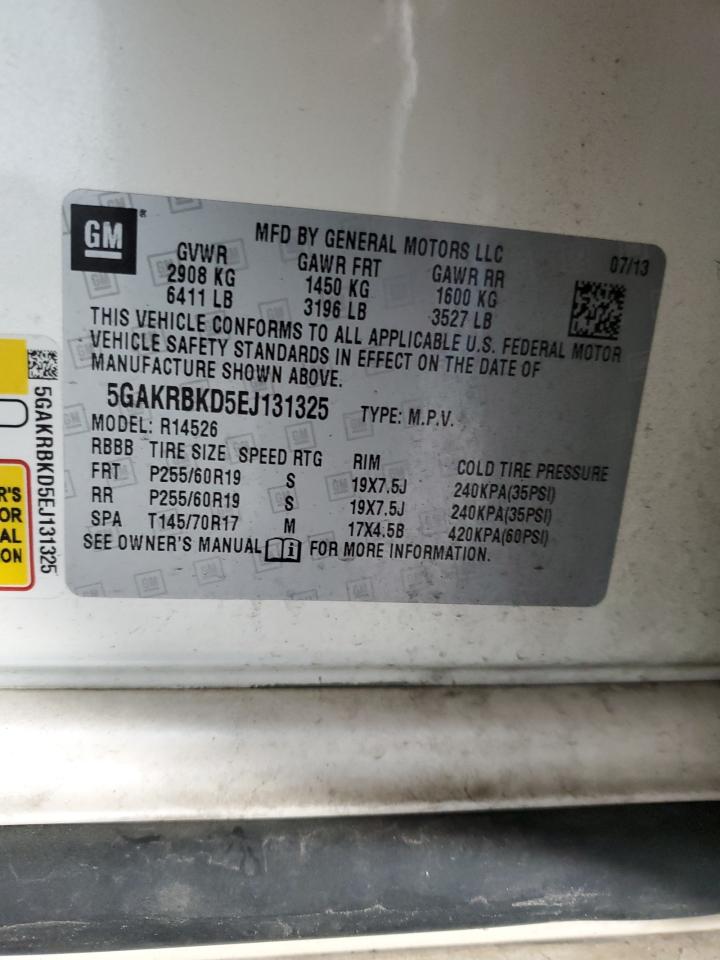 GM
MFD BY GENERAL MOTORS LLC
07/13
GVWR GAWR FRT GAWR RR
2908 KG 1450 KG 1600 KG
6411 LB 3196 LB 3527 LB
THIS VEHICLE CONFORMS TO ALL APPLICABLE U.S. FEDERAL MOTOR
VEHICLE SAFETY STANDARDS IN EFFECT ON THE DATE OF
MANUFACTURE SHOWN ABOVE.
5GAKRBKD5EJ131325 TYPE: M.P.V.
MODEL: R14526
RBBB TIRE SIZE SPEED RTG RIM COLD TIRE PRESSURE
FRT P255/60R19 S 19X7.5J 240KPA(35PSI)
RR P255/60R19 S 19X7.5J 240KPA(35PSI)
SPA T145/70R17 M 17X4.5B 420KPA(60PSI)
SEE OWNER'S MANUAL FOR MORE INFORMATION.
5GAKRBKD5EJ131325
R'S
OR
AL
ON